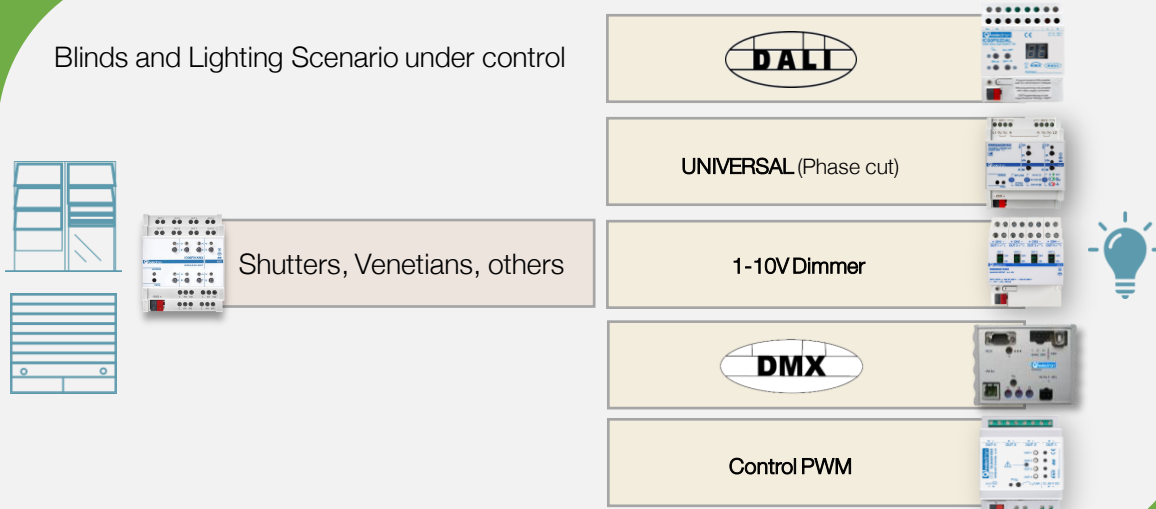 Blinds and Lighting Scenario under control
DALI
UNIVERSAL (Phase cut)
Shutters, Venetians, others
1-10V Dimmer
DMX
Control PWM